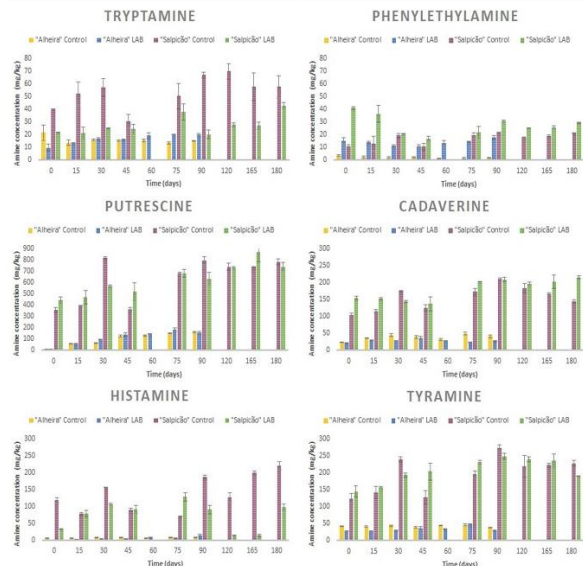 TRYPTAMINE
"Alheira" Control "Alheira" LAB "Salpicão" Control "Salpicão" LAB
Amine concentration (mg/kg)
80
70
60
50
40
30
20
10
0
0 15 30 45 60 75 90 120 165 180
Time (days)
PHENYLETHYLAMINE
"Alheira" Control "Alheira" LAB "Salpicão" Control "Salpicão" LAB
Amine concentration (mg/kg)
80
70
60
50
40
30
20
10
0
0 15 30 45 60 75 90 120 165 180
Time (days)
PUTRESCINE
"Alheira" Control "Alheira" LAB "Salpicão" Control "Salpicão" LAB
Amine concentration (mg/kg)
900
800
700
600
500
400
300
200
100
0
0 15 30 45 60 75 90 120 165 180
Time (days)
CADAVERINE
"Alheira" Control "Alheira" LAB "Salpicão" Control "Salpicão" LAB
Amine concentration (mg/kg)
300
250
200
150
100
50
0
0 15 30 45 60 75 90 120 165 180
Time (days)
HISTAMINE
"Alheira" Control "Alheira" LAB "Salpicão" Control "Salpicão" LAB
Amine concentration (mg/kg)
300
250
200
150
100
50
0
0 15 30 45 60 75 90 120 165 180
Time (days)
TYRAMINE
"Alheira" Control "Alheira" LAB "Salpicão" Control "Salpicão" LAB
Amine concentration (mg/kg)
300
250
200
150
100
50
0
0 15 30 45 60 75 90 120 165 180
Time (days)